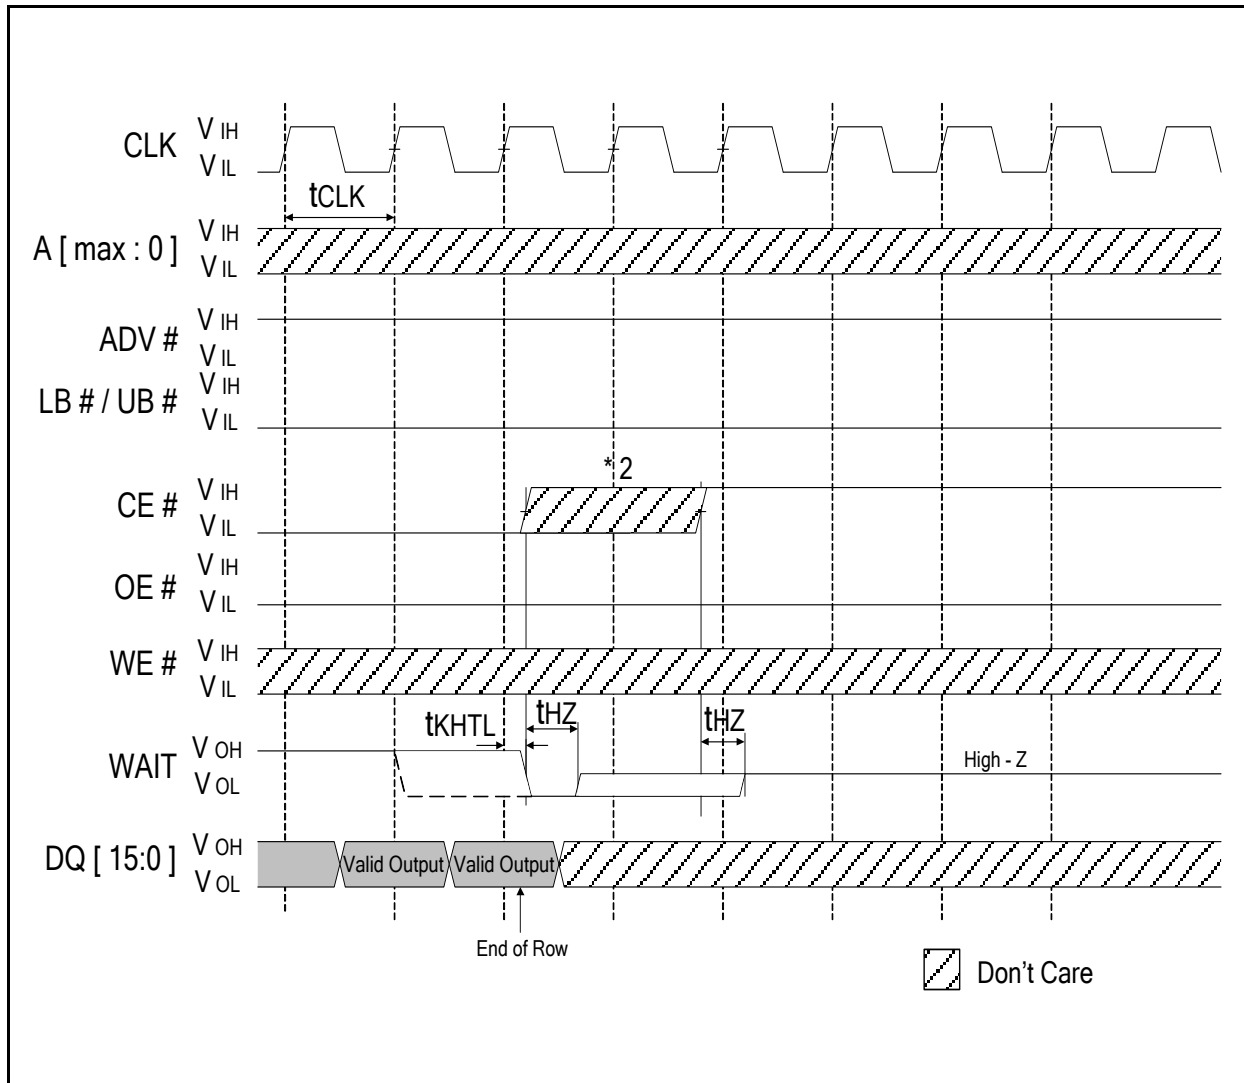 CLK V IH
V IL
tCLK
A [ max : 0 ] V IH
V IL
ADV # V IH
V IL
LB # / UB # V IH
V IL
* 2
CE # V IH
V IL
OE # V IH
V IL
WE # V IH
V IL
tKHTL tHZ tHZ
WAIT V OH
V OL
High - Z
DQ [ 15:0 ] V OH
V OL
Valid Output Valid Output
End of Row
Don't Care